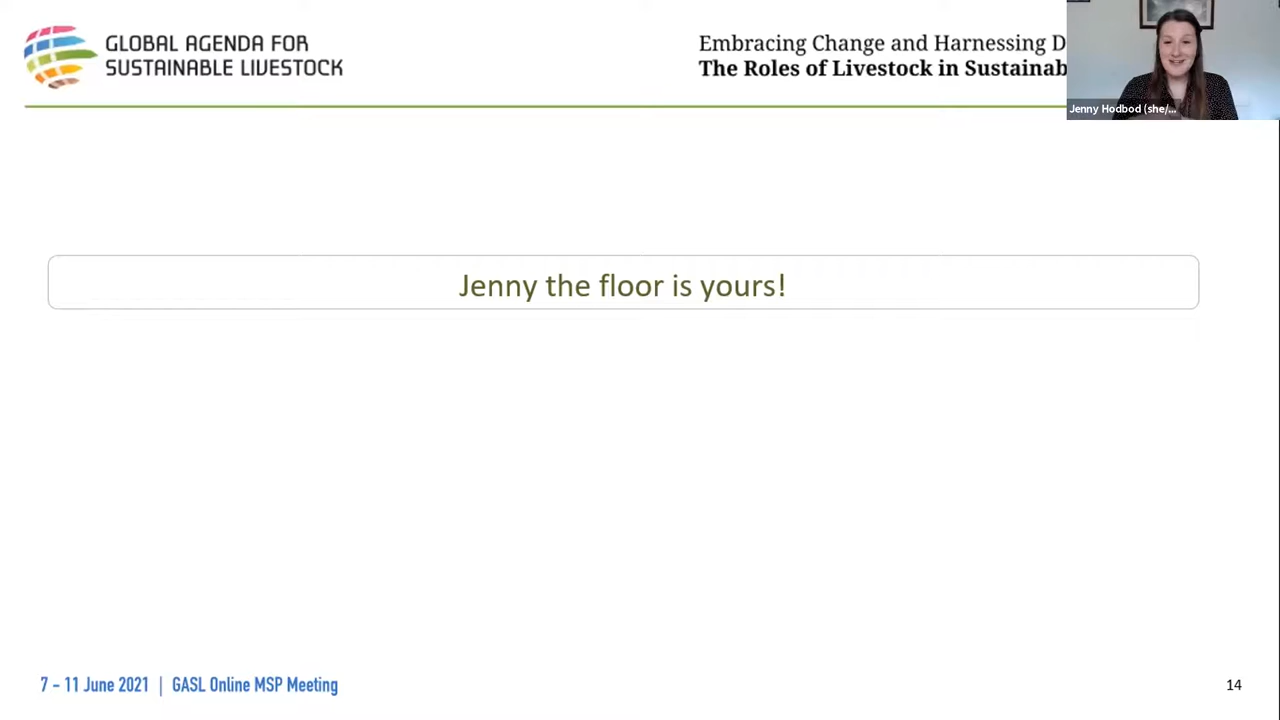 GLOBAL AGENDA FOR
SUSTAINABLE LIVESTOCK
Embracing Change and Harnessing D
The Roles of Livestock in Sustainab
Jenny Hodbod (she/...
Jenny the floor is yours!
7 - 11 June 2021 | GASL Online MSP Meeting
14